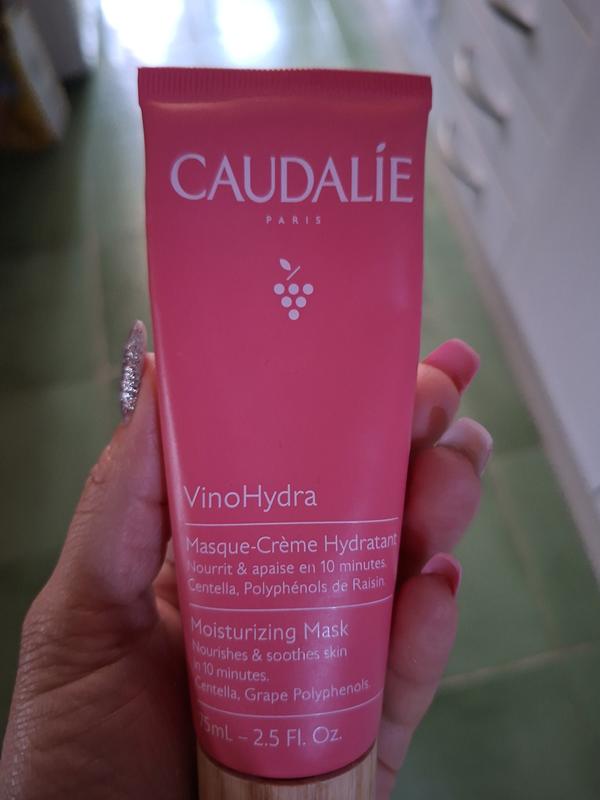 CAUDALÍE
PARIS
VinoHydra
Masque-Crème Hydratant
Nourrit & apaise en 10 minutes.
Centella, Polyphénols de Raisin.
Moisturizing Mask
Nourishes & soothes skin
in 10 minutes.
Centella, Grape Polyphenols.
75mL – 2.5 Fl. Oz.